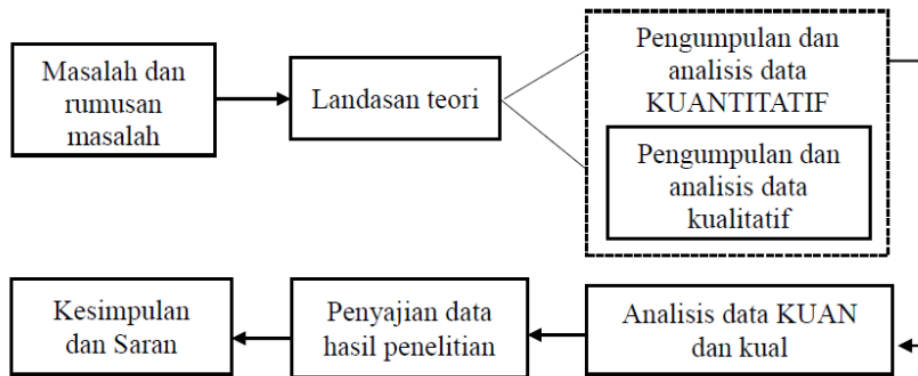 Masalah dan
rumusan
masalah
Landasan teori
Pengumpulan dan
analisis data
KUANTITATIF
Pengumpulan dan
analisis data
kualitatif
Kesimpulan
dan Saran
Penyajian data
hasil penelitian
Analisis data KUAN
dan kual